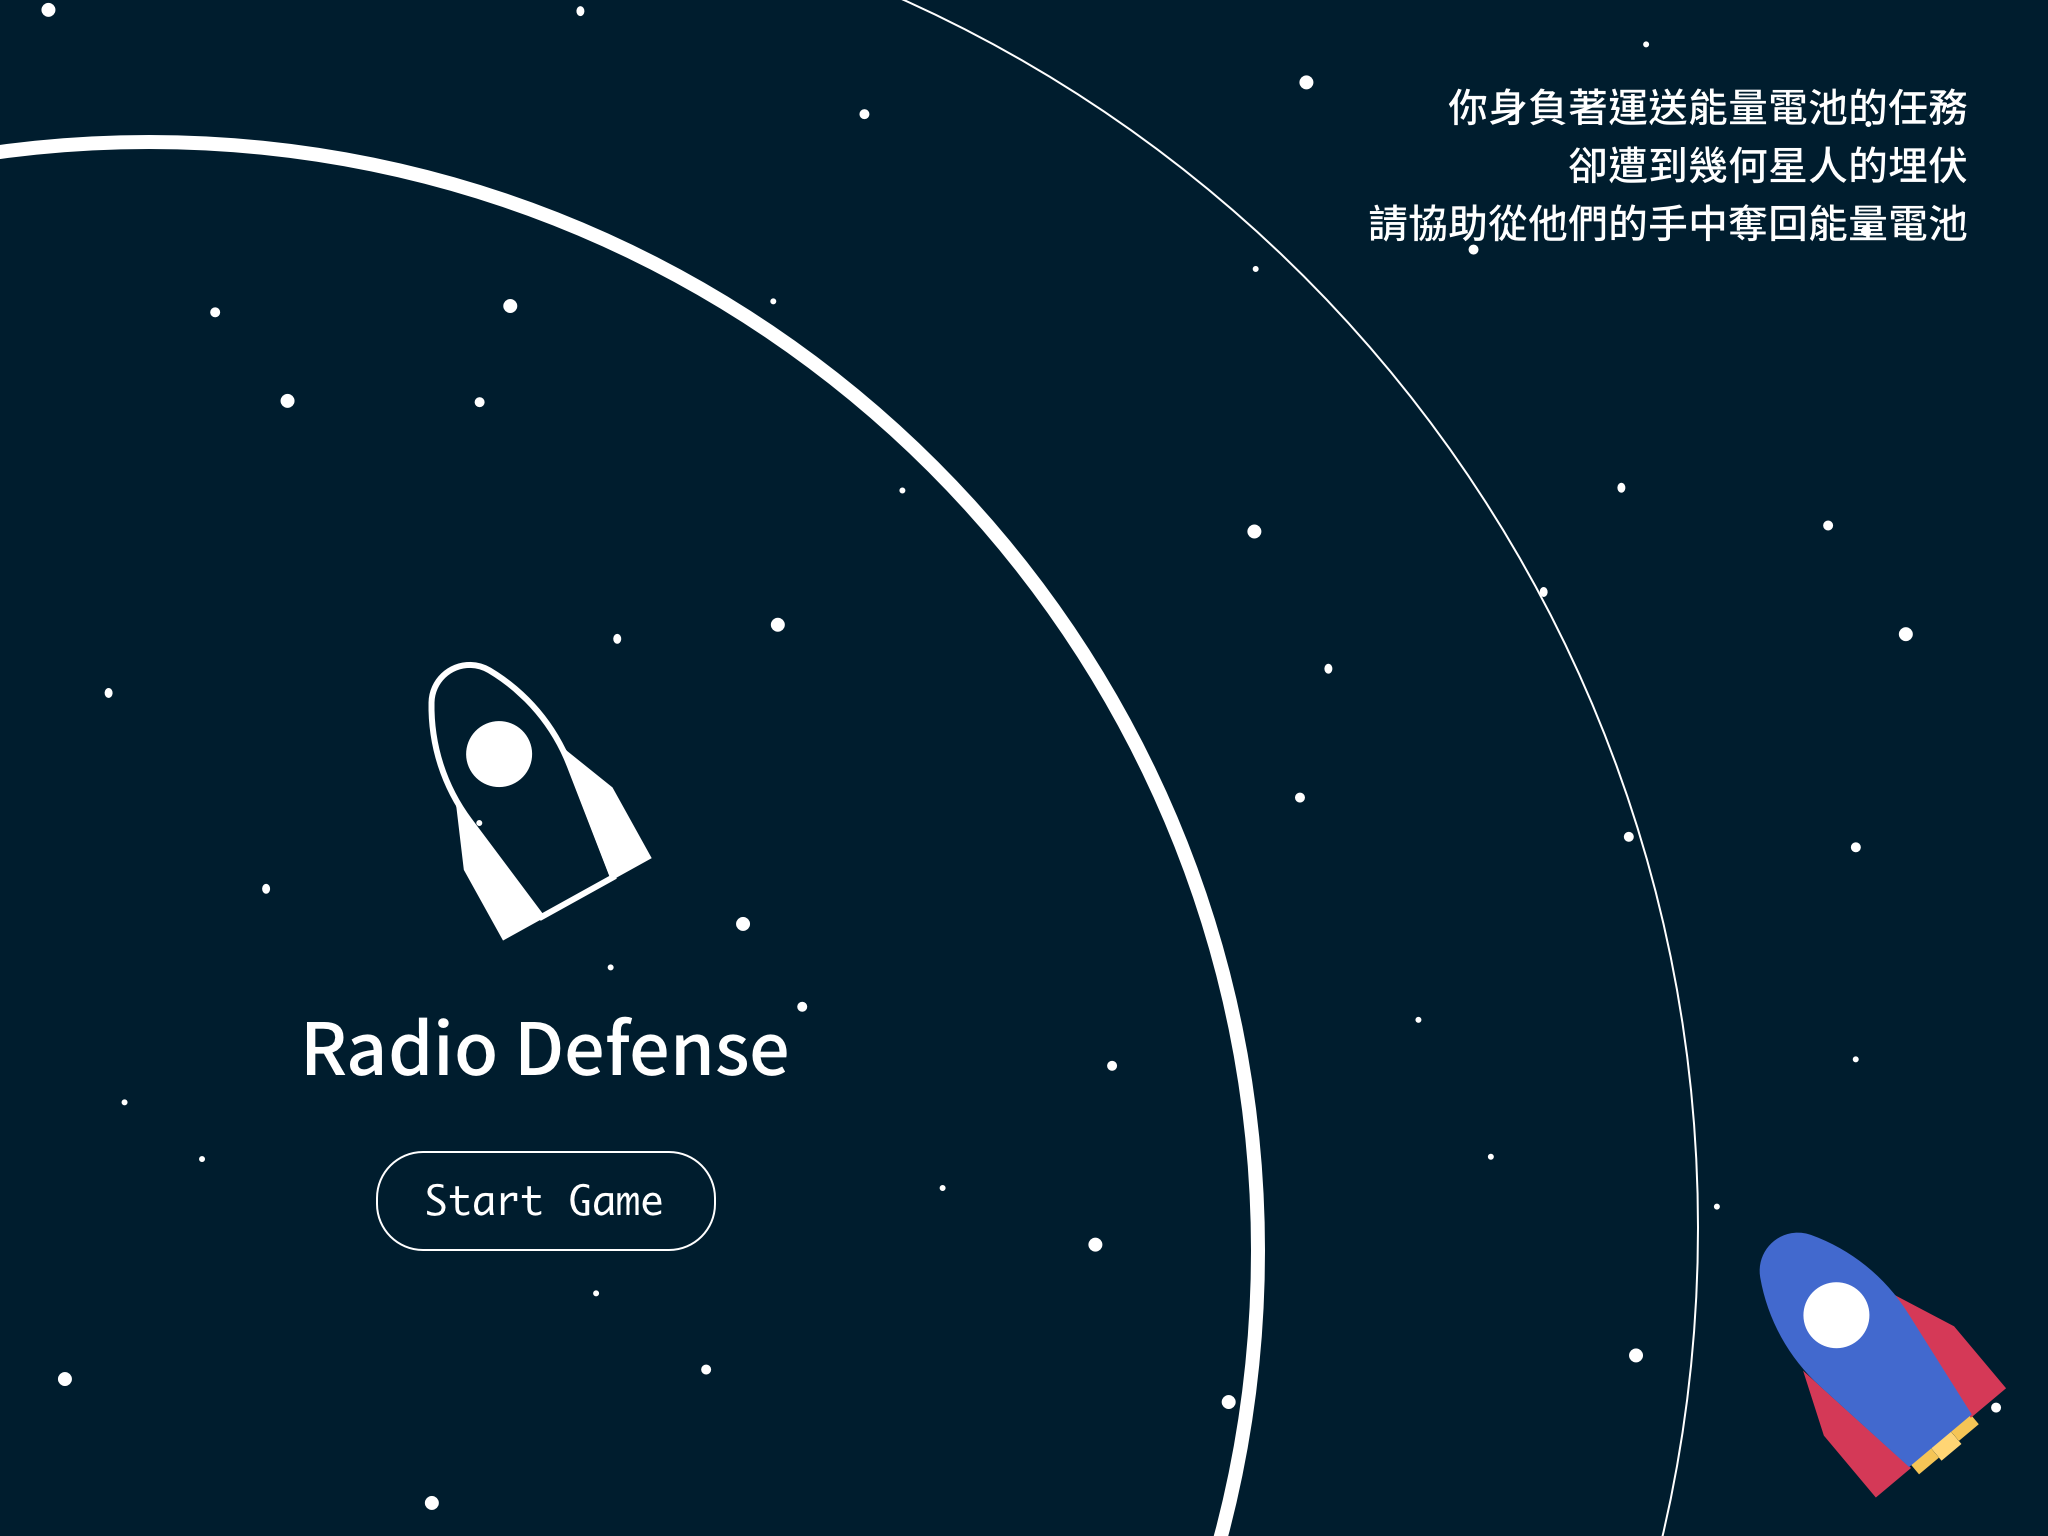 你身負著運送能量電池的任務
卻遭到幾何星人的埋伏
請協助從他們的手中奪回能量電池
Radio Defense
Start Game